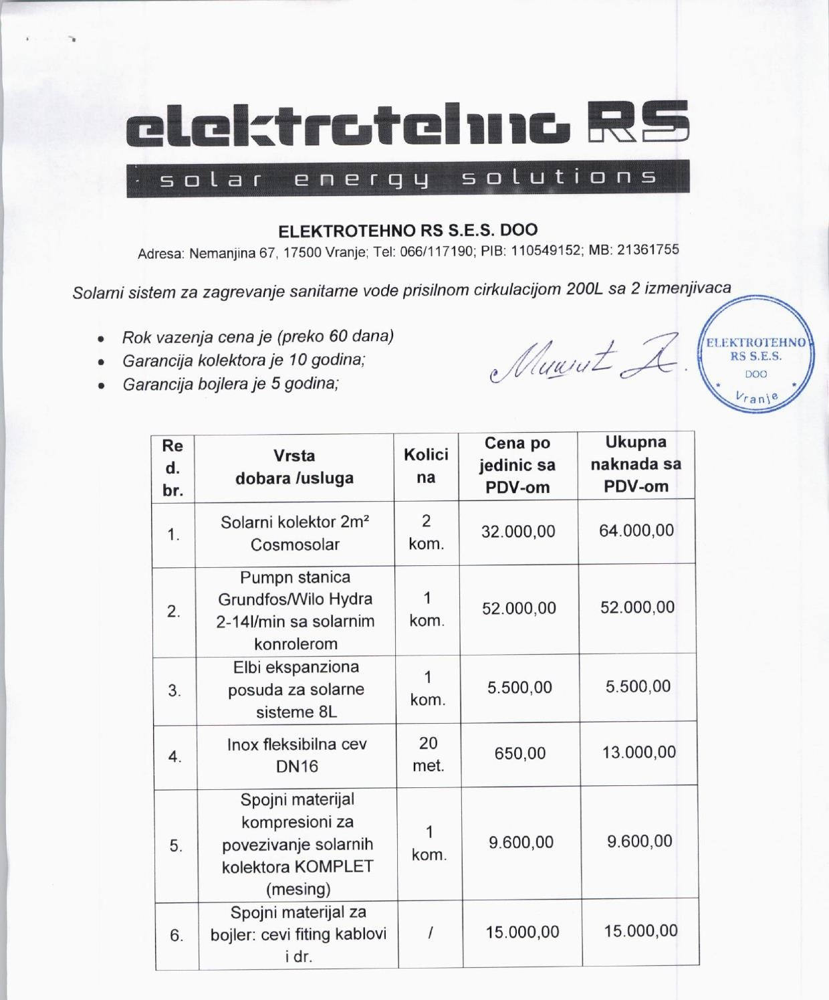 elektrotehno RS
solar energy solutions
ELEKTROTEHNO RS S.E.S. DOO
Adresa: Nemanjina 67, 17500 Vranje; Tel: 066/117190; PIB: 110549152; MB: 21361755
Solarni sistem za zagrevanje sanitarne vode prisilnom cirkulacijom 200L sa 2 izmenjivaca
• Rok vazenja cena je (preko 60 dana)
• Garancija kolektora je 10 godina;
• Garancija bojlera je 5 godina;
ELEKTROTEHNO
RS S.E.S.
DOO
Vranje
Re
d.
br.
Vrsta
dobara /usluga
Kolici
na
Cena po
jedinic sa
PDV-om
Ukupna
naknada sa
PDV-om
1.
Solarni kolektor 2m²
Cosmosolar
2
kom.
32.000,00
64.000,00
2.
Pumpn stanica
Grundfos/Wilo Hydra
2-14l/min sa solarnim
konrolerom
1
kom.
52.000,00
52.000,00
3.
Elbi ekspanziona
posuda za solarne
sisteme 8L
1
kom.
5.500,00
5.500,00
4.
Inox fleksibilna cev
DN16
20
met.
650,00
13.000,00
5.
Spojni materijal
kompresioni za
povezivanje solarnih
kolektora KOMPLET
(mesing)
1
kom.
9.600,00
9.600,00
6.
Spojni materijal za
bojler: cevi fiting kablovi
i dr.
/
15.000,00
15.000,00